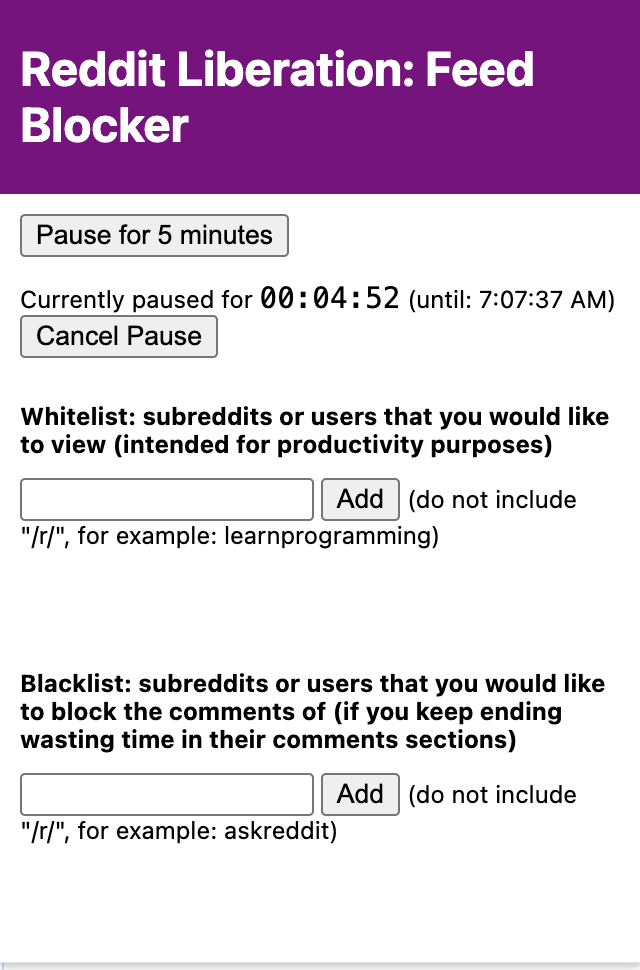 Reddit Liberation: Feed
Blocker
Pause for 5 minutes
Currently paused for 00:04:52 (until: 7:07:37 AM)
Cancel Pause
Whitelist: subreddits or users that you would like
to view (intended for productivity purposes)
Add (do not include
"/r/", for example: learnprogramming)
Blacklist: subreddits or users that you would like
to block the comments of (if you keep ending
wasting time in their comments sections)
Add (do not include
"/r/", for example: askreddit)